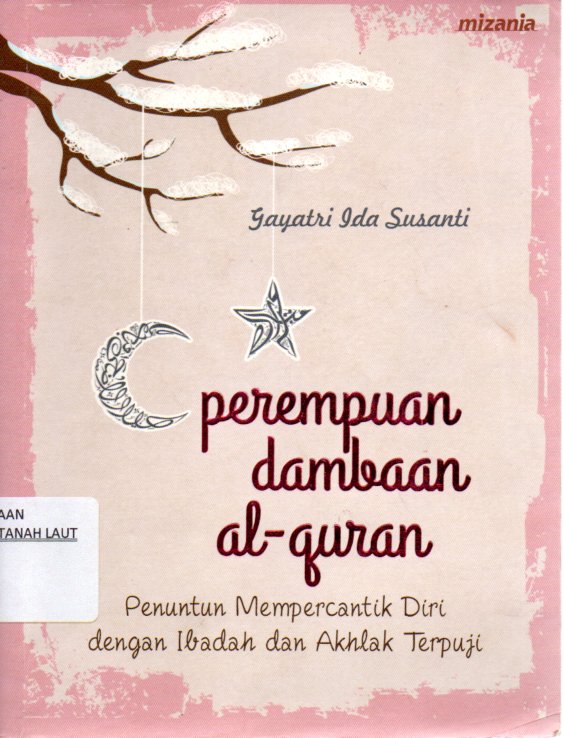 mizania
Gayatri Ida Susanti
perempuan
dambaan
al-quran
AAN
TANAH LAUT
Penuntun Mempercantik Diri
dengan Ibadah dan Akhlak Terpuji